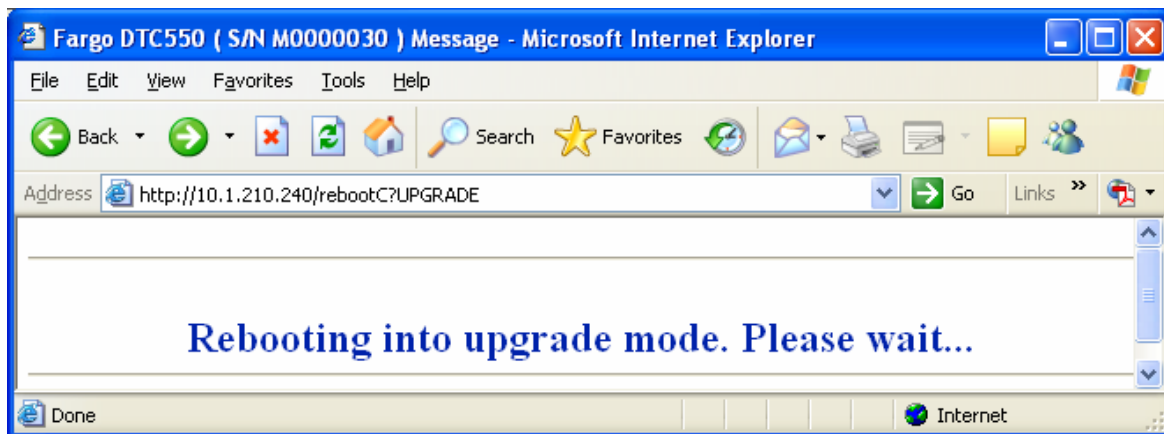 Fargo DTC550 ( S/N M0000030 ) Message - Microsoft Internet Explorer
File Edit View Favorites Tools Help
Back Search Favorites
Address http://10.1.210.240/rebootC?UPGRADE Go Links »
Rebooting into upgrade mode. Please wait...
Done Internet